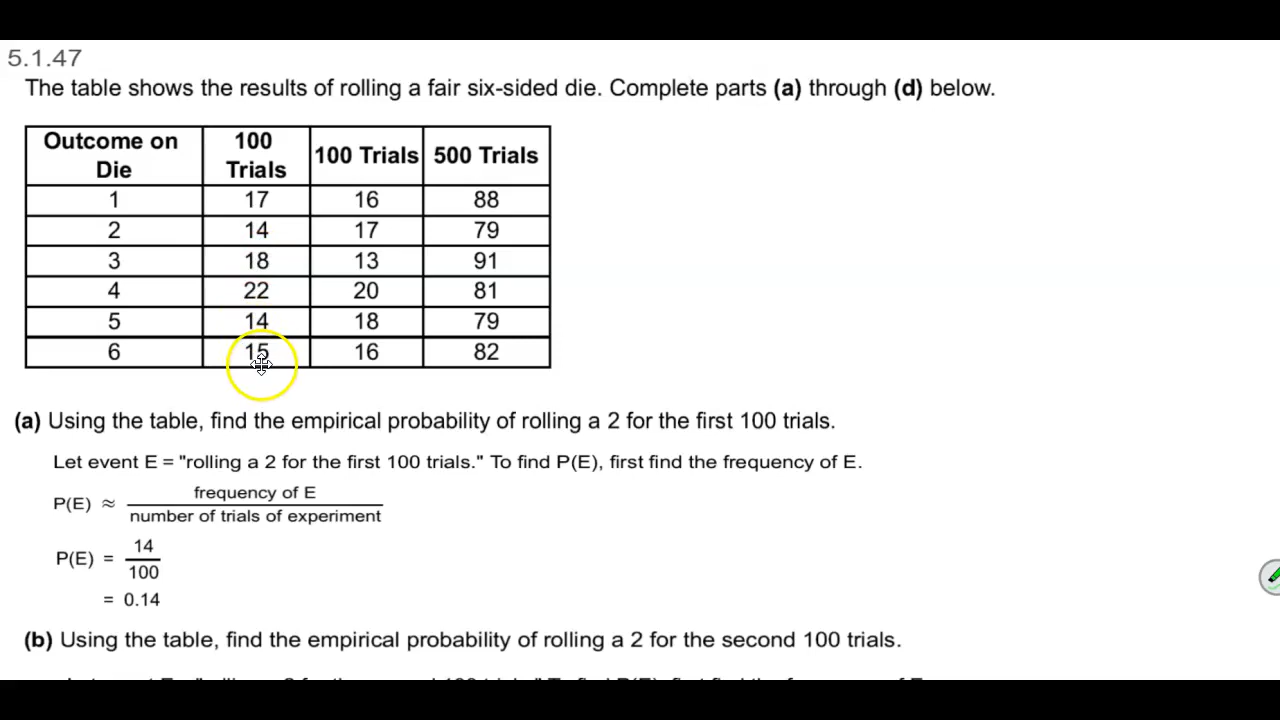 5.1.47
The table shows the results of rolling a fair six-sided die. Complete parts (a) through (d) below.
Outcome on Die 100 Trials 100 Trials 500 Trials
1 17 16 88
2 14 17 79
3 18 13 91
4 22 20 81
5 14 18 79
6 15 16 82
(a) Using the table, find the empirical probability of rolling a 2 for the first 100 trials.
Let event E = "rolling a 2 for the first 100 trials." To find P(E), first find the frequency of E.
P(E) ≈ frequency of E
number of trials of experiment
P(E) = 14
100
= 0.14
(b) Using the table, find the empirical probability of rolling a 2 for the second 100 trials.